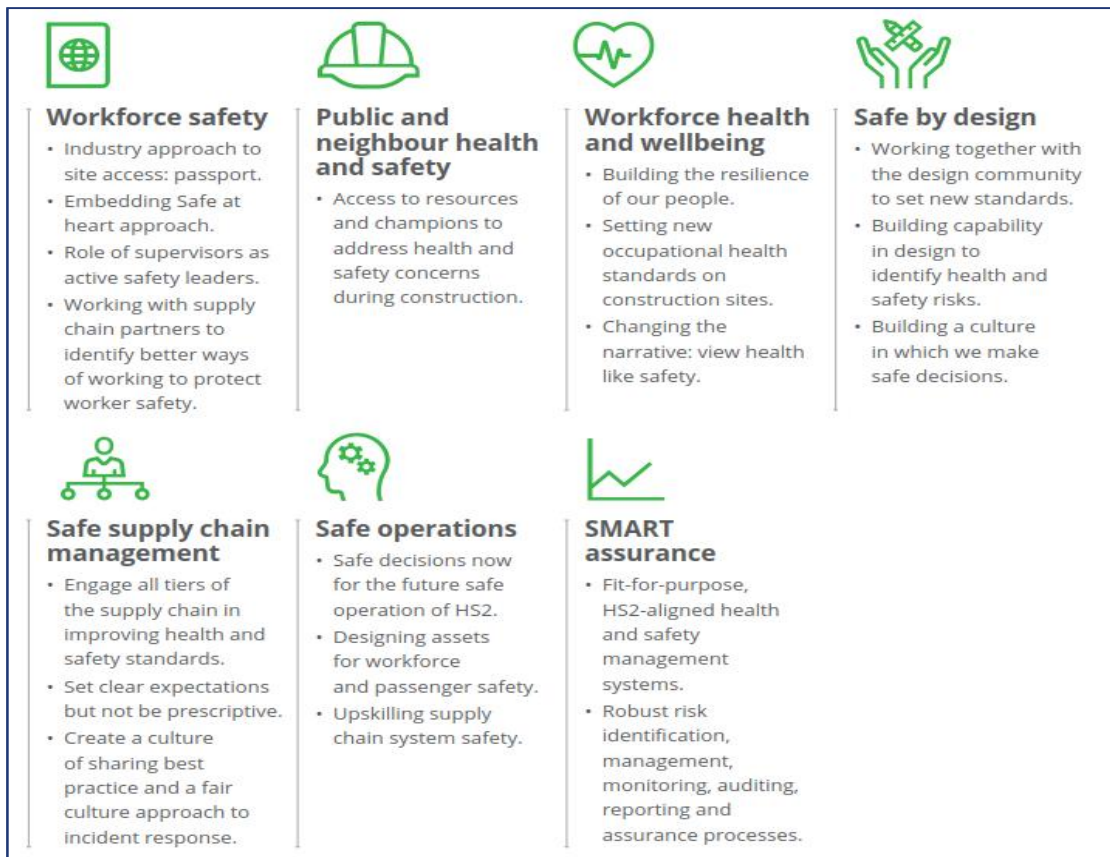 Workforce safety
• Industry approach to
site access: passport.
• Embedding Safe at
heart approach.
• Role of supervisors as
active safety leaders.
• Working with supply
chain partners to
identify better ways
of working to protect
worker safety.
Public and
neighbour health
and safety
• Access to resources
and champions to
address health and
safety concerns
during construction.
Workforce health
and wellbeing
• Building the resilience
of our people.
• Setting new
occupational health
standards on
construction sites.
• Changing the
narrative: view health
like safety.
Safe by design
• Working together with
the design community
to set new standards.
• Building capability
in design to
identify health and
safety risks.
• Building a culture
in which we make
safe decisions.
Safe supply chain
management
• Engage all tiers of
the supply chain in
improving health and
safety standards.
• Set clear expectations
but not be prescriptive.
• Create a culture
of sharing best
practice and a fair
culture approach to
incident response.
Safe operations
• Safe decisions now
for the future safe
operation of HS2.
• Designing assets
for workforce
and passenger safety.
• Upskilling supply
chain system safety.
SMART
assurance
• Fit-for-purpose,
HS2-aligned health
and safety
management
systems.
• Robust risk
identification,
management,
monitoring, auditing,
reporting and
assurance processes.